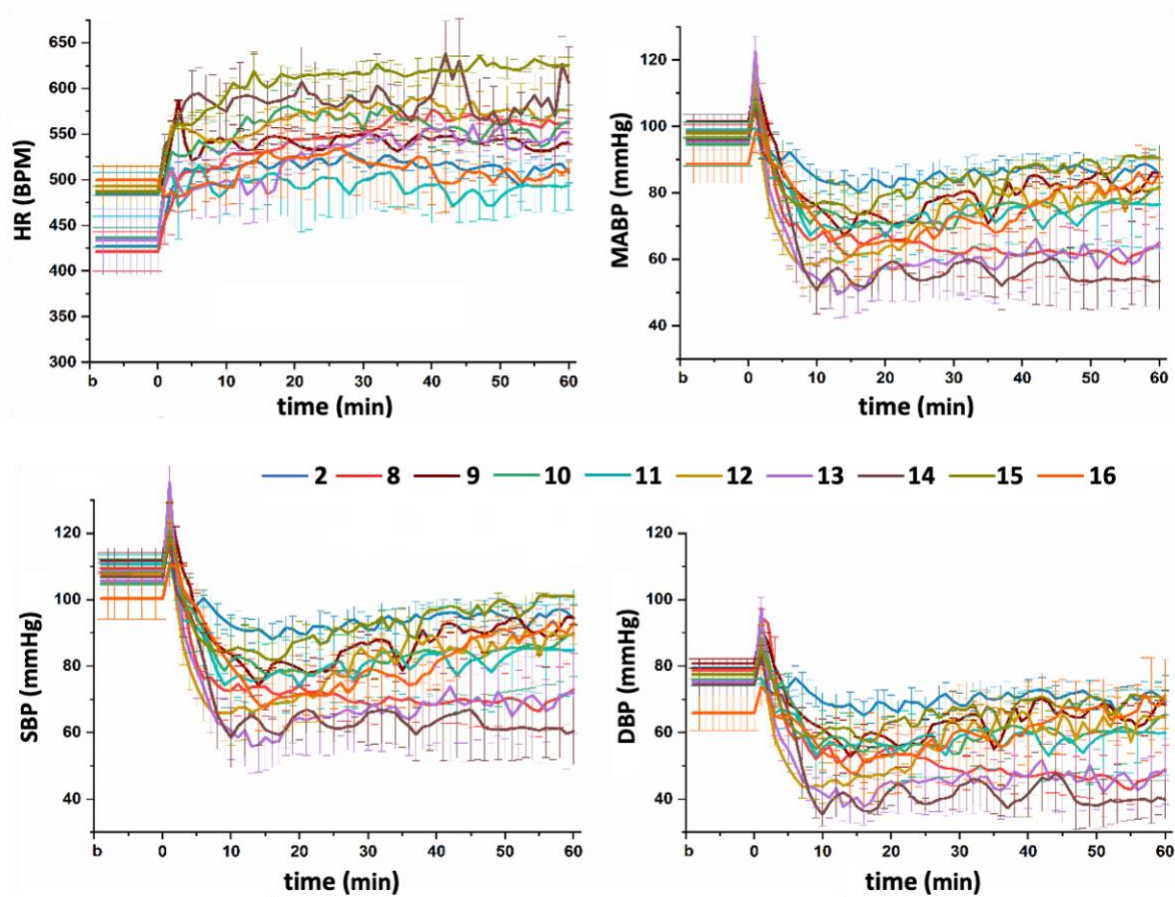 HR (BPM)
650
600
550
500
450
400
350
300
b 0 10 20 30 40 50 60
time (min)
MABP (mmHg)
120
100
80
60
40
b 0 10 20 30 40 50 60
time (min)
2 8 9 10 11 12 13 14 15 16
SBP (mmHg)
120
100
80
60
40
b 0 10 20 30 40 50 60
time (min)
DBP (mmHg)
120
100
80
60
40
b 0 10 20 30 40 50 60
time (min)